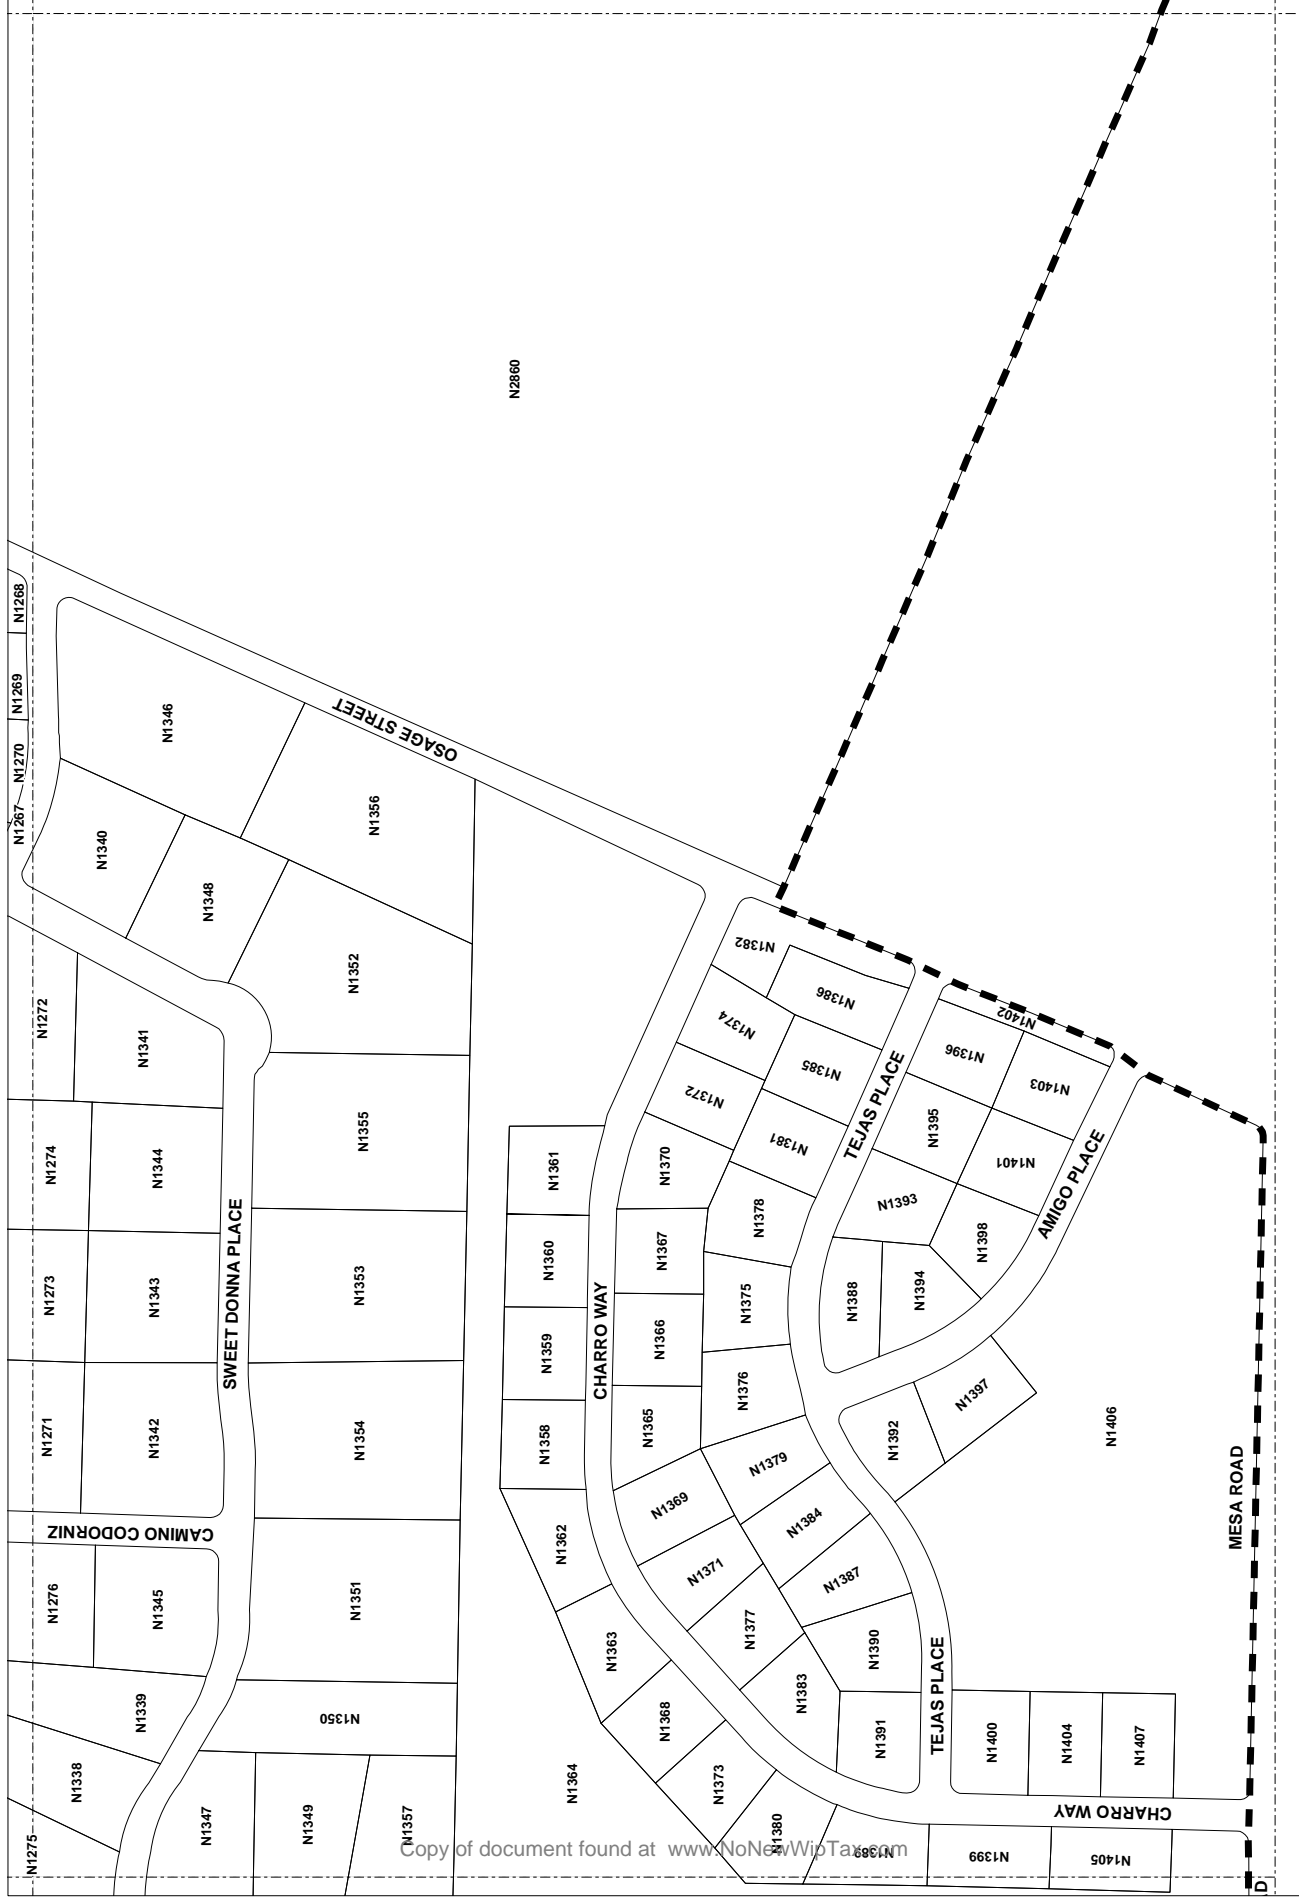 N2860
N1268
N1269
N1270
N1267
N1346
OSAGE STREET
N1340
N1356
N1348
N1352
N1272
N1341
N1382
N1386
N1374
N1385
N1372
N1381
N1402
N1396
N1403
N1395
N1401
TEJAS PLACE
AMIGO PLACE
N1274
N1344
N1355
N1361
N1370
N1378
N1393
N1398
N1273
N1343
SWEET DONNA PLACE
N1353
N1360
N1367
N1375
N1388
N1394
CHARRO WAY
N1359
N1366
N1376
N1397
N1271
N1342
N1354
N1358
N1365
N1379
N1392
N1406
MESA ROAD
CAMINO CODORNIZ
N1362
N1369
N1384
N1371
N1387
N1276
N1345
N1351
N1363
N1377
N1390
N1339
N1350
N1368
N1383
N1391
TEJAS PLACE
N1400
N1404
N1407
N1338
N1364
N1373
CHARRO WAY
N1275
N1347
N1349
N1357
N1380
N1389
N1399
N1405
Copy of document found at www.NoNewWipTax.com
D